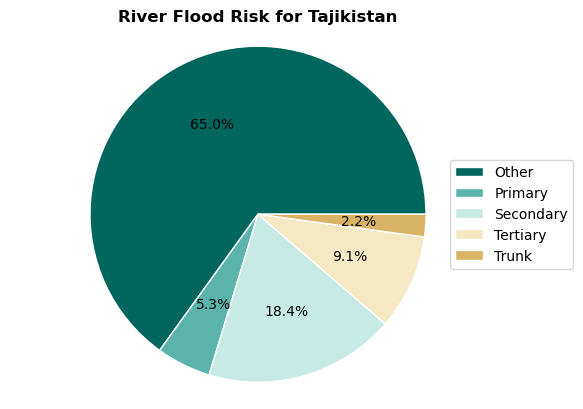 River Flood Risk for Tajikistan
65.0%
5.3%
18.4%
9.1%
2.2%
Other
Primary
Secondary
Tertiary
Trunk